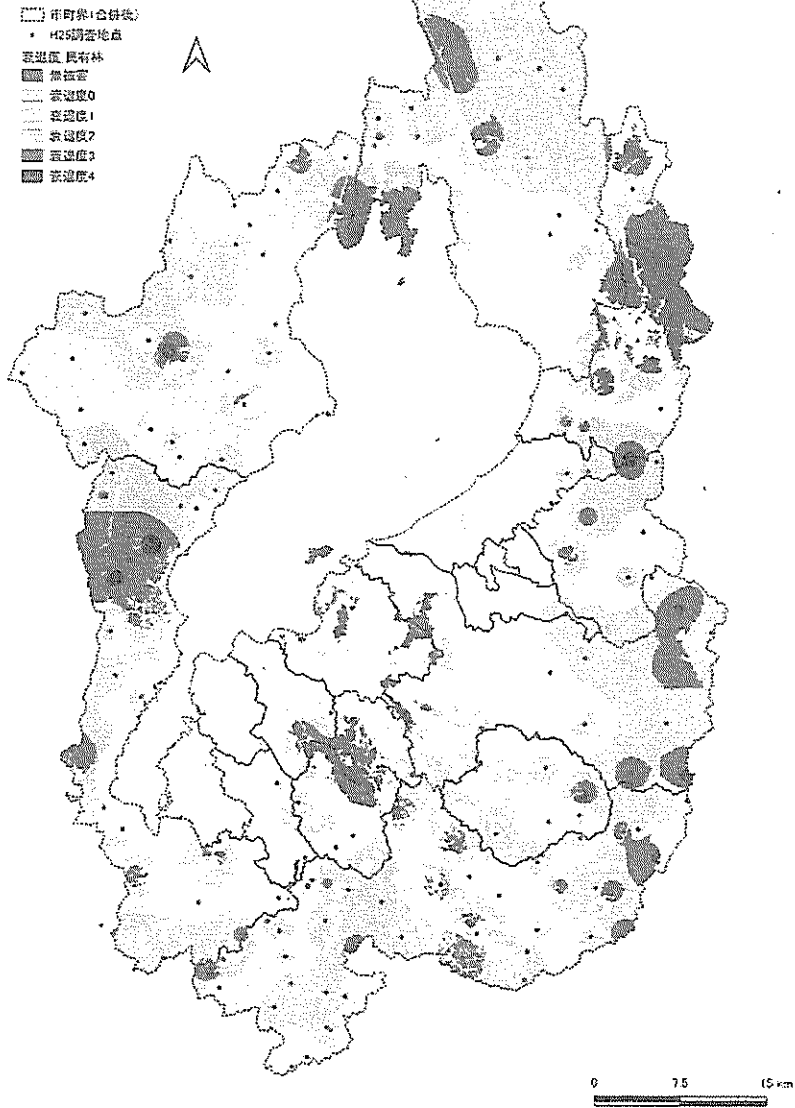 市町界(合併後)
H25調査地点
衰退度_民有林
無被害
衰退度0
衰退度1
衰退度2
衰退度3
衰退度4
0 7.5 15 km